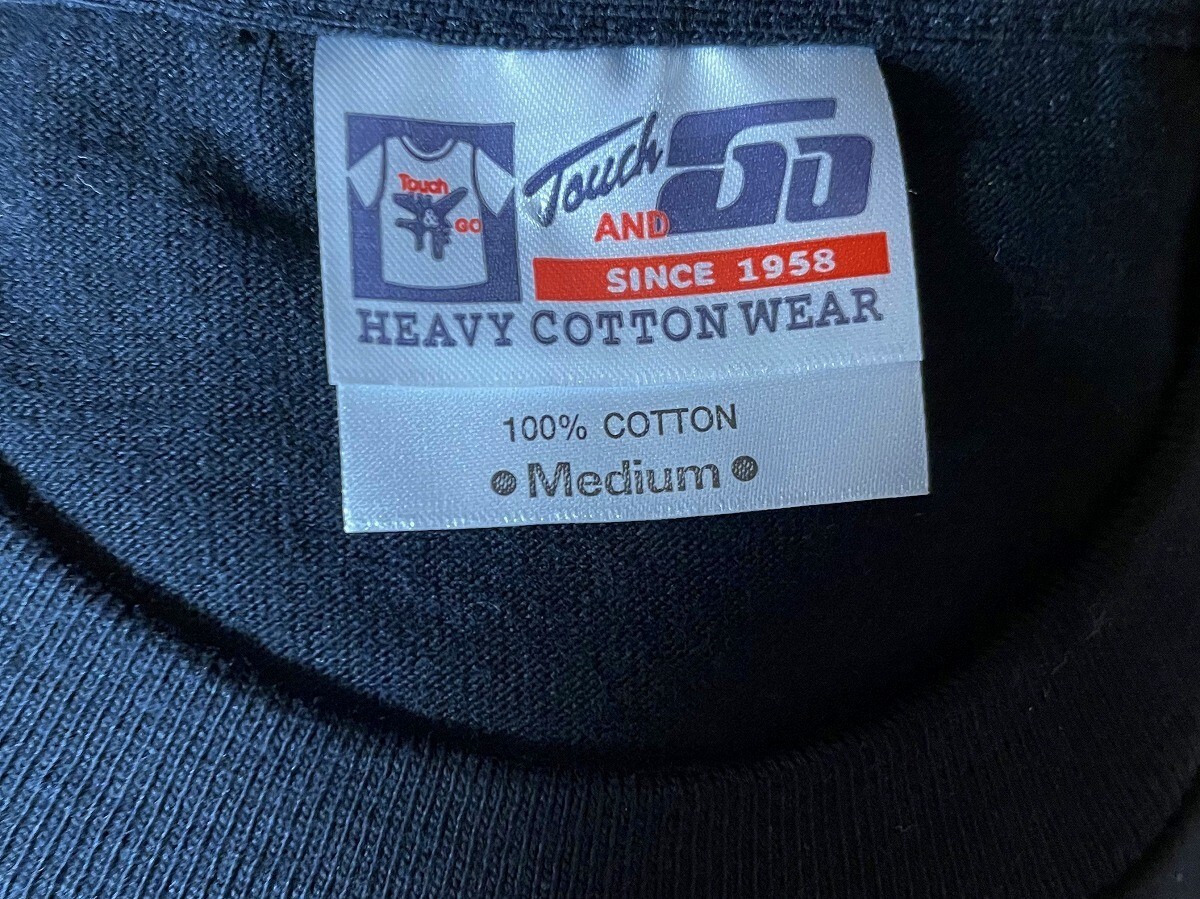 Touch
&
GO
Touch
AND GO
SINCE 1958
HEAVY COTTON WEAR
100% COTTON
•Medium•